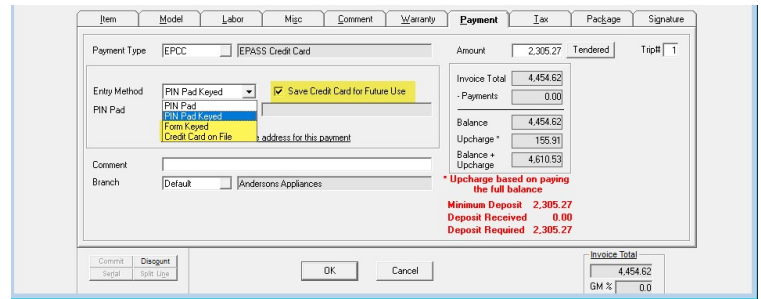 Item Model Labor Misc Comment Warranty Payment Tax Package Signature
Payment Type EPCC EPASS Credit Card Amount 2,305.27 Tendered Trip# 1
Invoice Total 4,454.62
Entry Method PIN Pad Keyed Save Credit Card for Future Use - Payments 0.00
PIN Pad
PIN Pad
PIN Pad Keyed
Form Keyed
Credit Card on File address for this payment
Balance 4,454.62
Upcharge * 155.91
Balance +
Upcharge 4,610.53
Comment
Branch Default Andersons Appliances
* Upcharge based on paying
the full balance
Minimum Deposit 2,305.27
Deposit Received 0.00
Deposit Required 2,305.27
Commit Discount
Serial Split Line
OK Cancel
Invoice Total
4,454.62
GM % 0.0